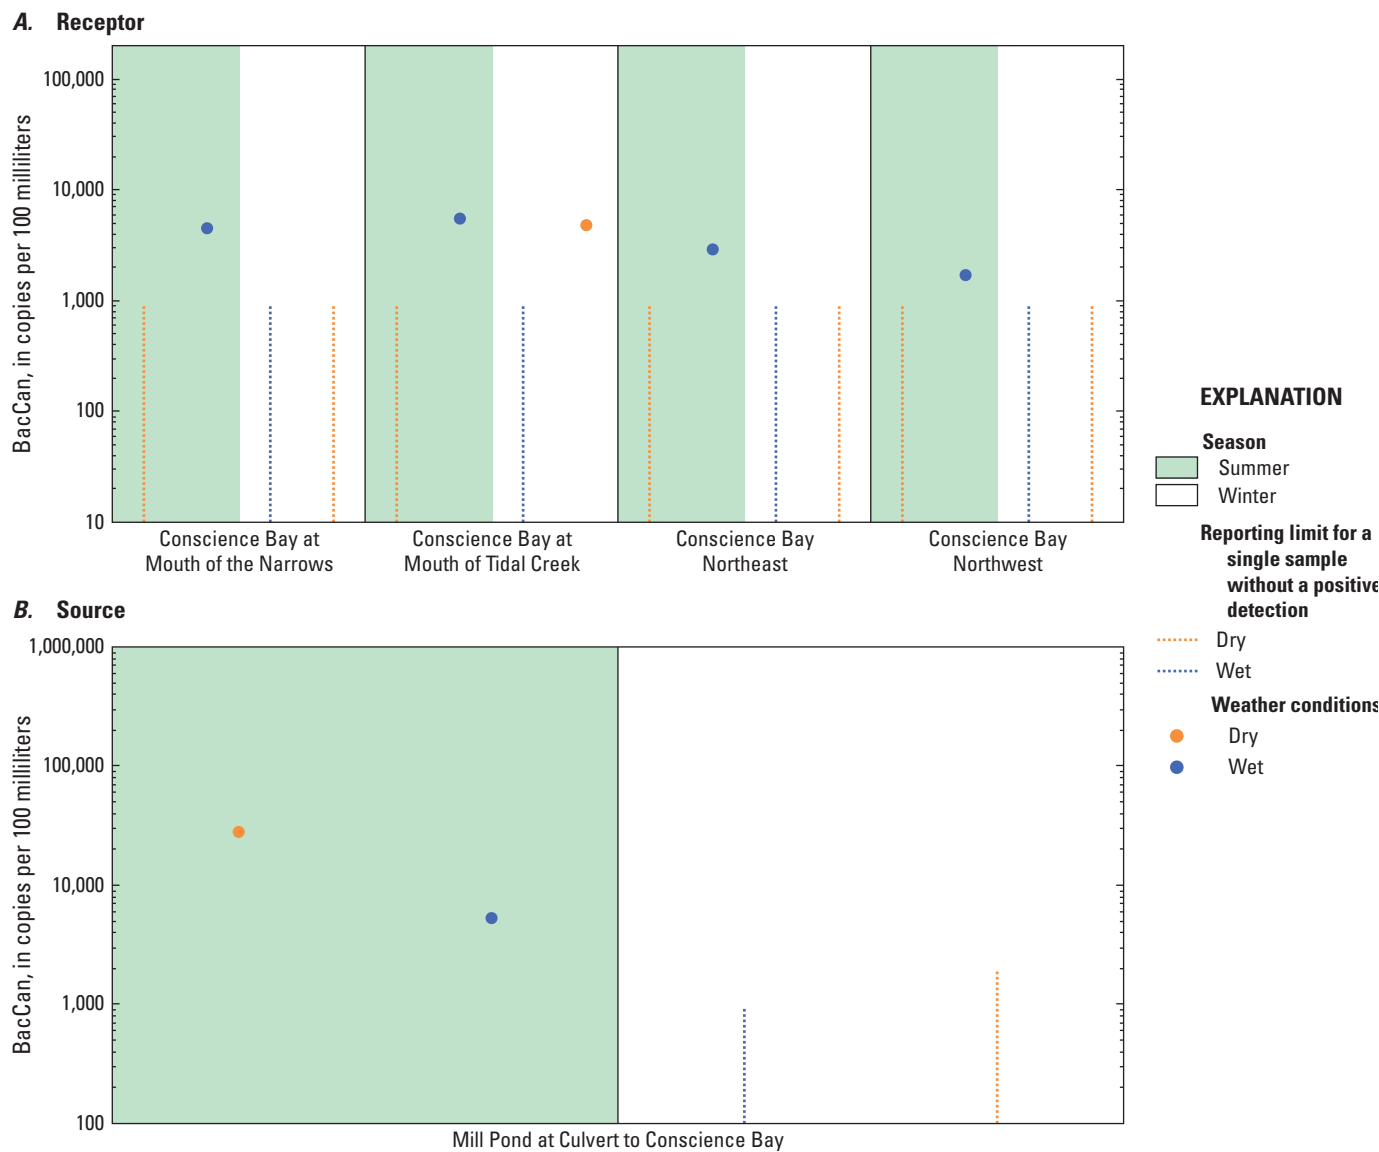 A. Receptor
BacCan, in copies per 100 milliliters
100,000
10,000
1,000
100
10
Conscience Bay at
Mouth of the Narrows
Conscience Bay at
Mouth of Tidal Creek
Conscience Bay
Northeast
Conscience Bay
Northwest
B. Source
BacCan, in copies per 100 milliliters
1,000,000
100,000
10,000
1,000
100
Mill Pond at Culvert to Conscience Bay
EXPLANATION
Season
Summer
Winter
Reporting limit for a
single sample
without a positive
detection
Dry
Wet
Weather conditions
Dry
Wet